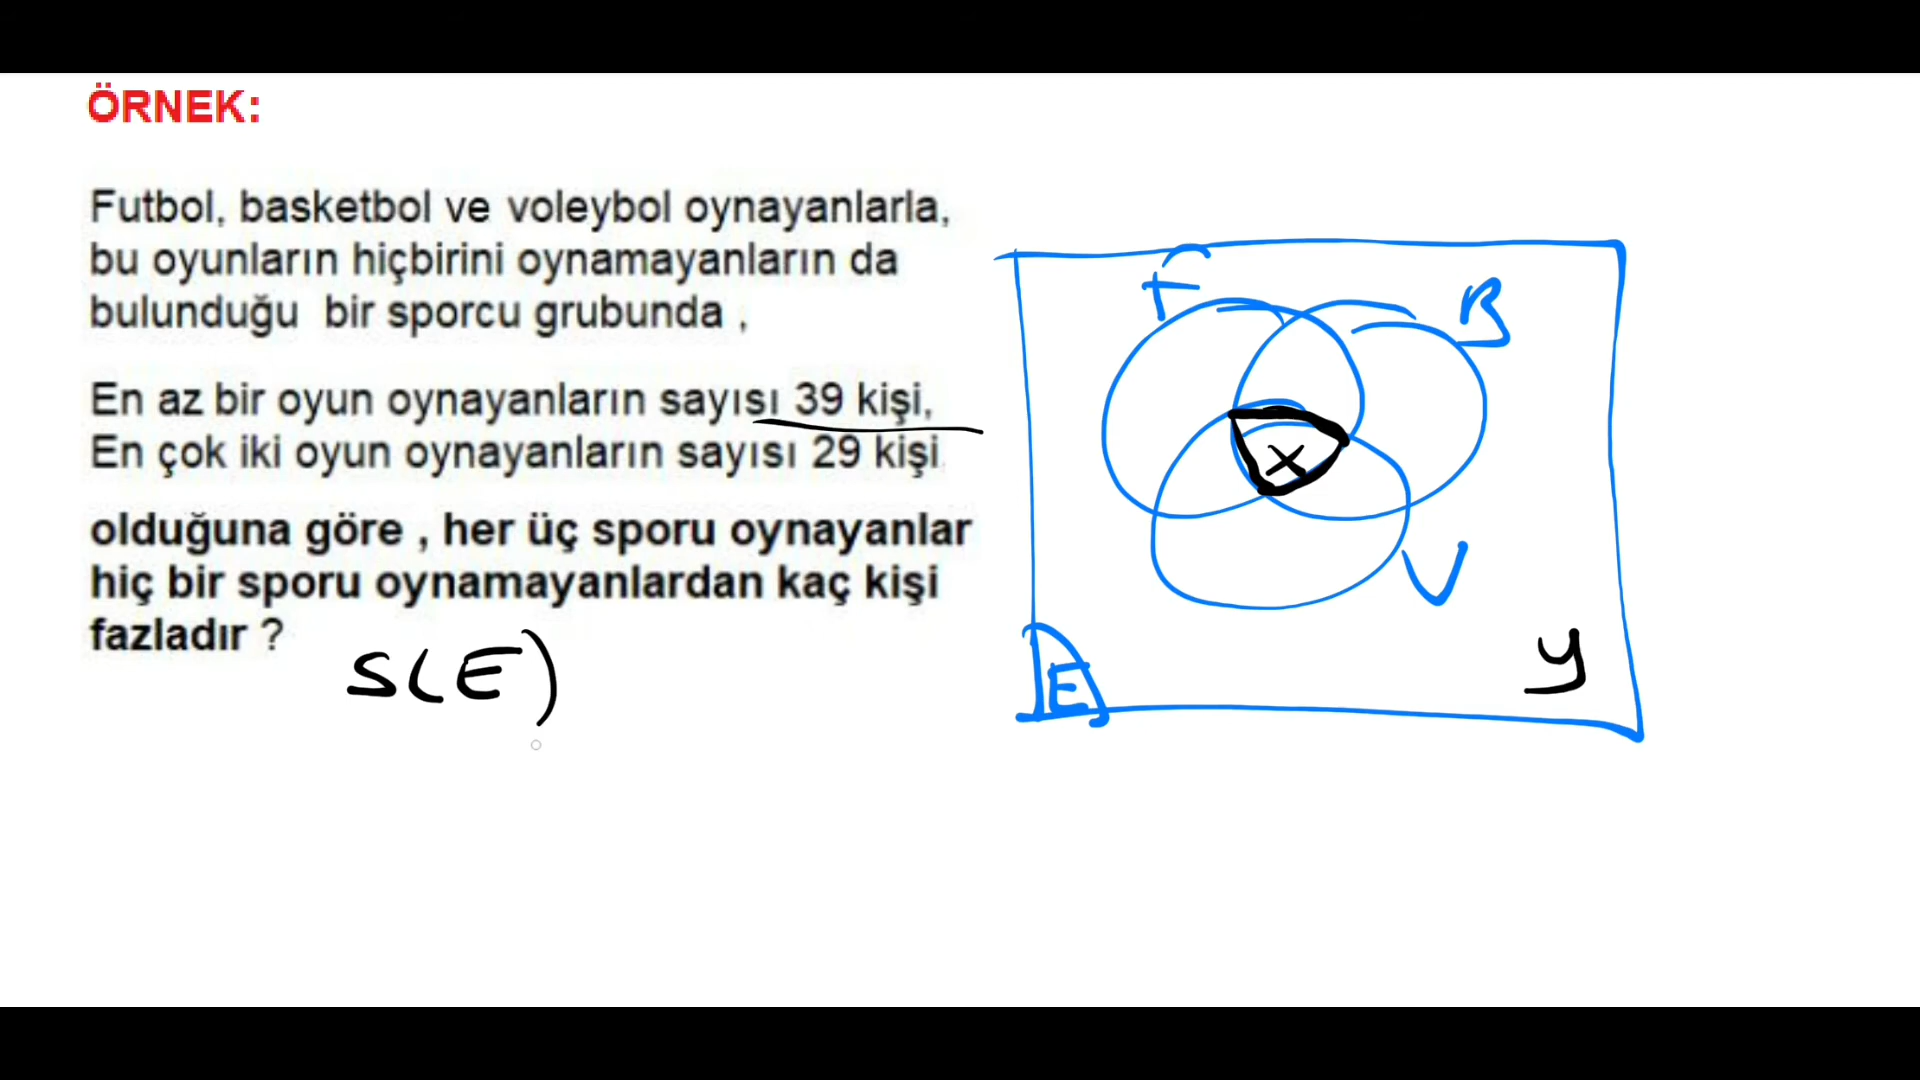 ÖRNEK:
Futbol, basketbol ve voleybol oynayanlarla,
bu oyunların hiçbirini oynamayanların da
bulunduğu bir sporcu grubunda ,
En az bir oyun oynayanların sayısı 39 kişi,
En çok iki oyun oynayanların sayısı 29 kişi
olduğuna göre , her üç sporu oynayanlar
hiç bir sporu oynamayanlardan kaç kişi
fazladır ?
S(E)
F
B
X
V
y
E